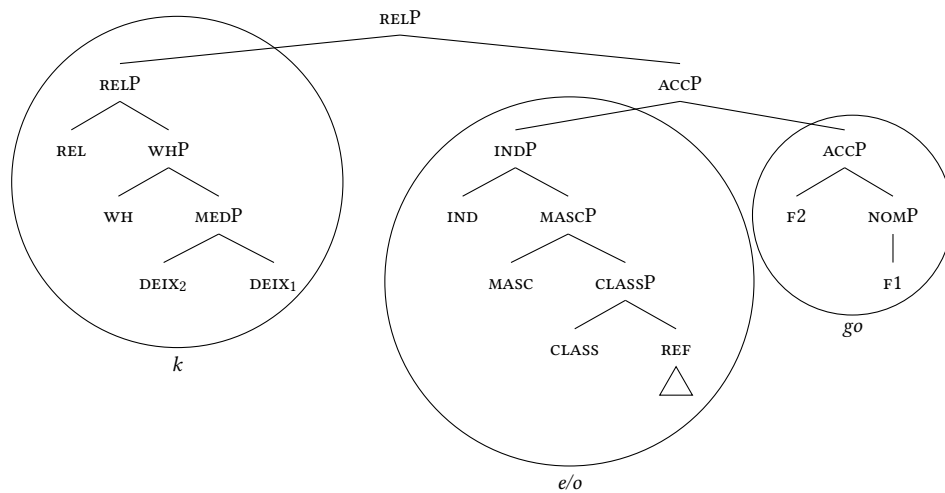 RELP
RELP ACCP
REL WHP INDP ACCP
WH MEDP IND MASCP F2 NOMP
DEIX2 DEIX1 MASC CLASSP F1
go
CLASS REF
k
e/o